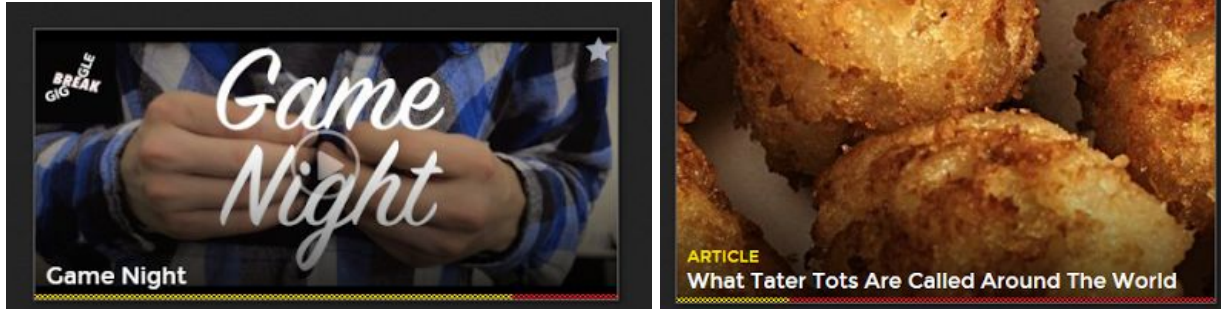 GIGGLE
BREAK
Game
Night
Game Night
ARTICLE
What Tater Tots Are Called Around The World